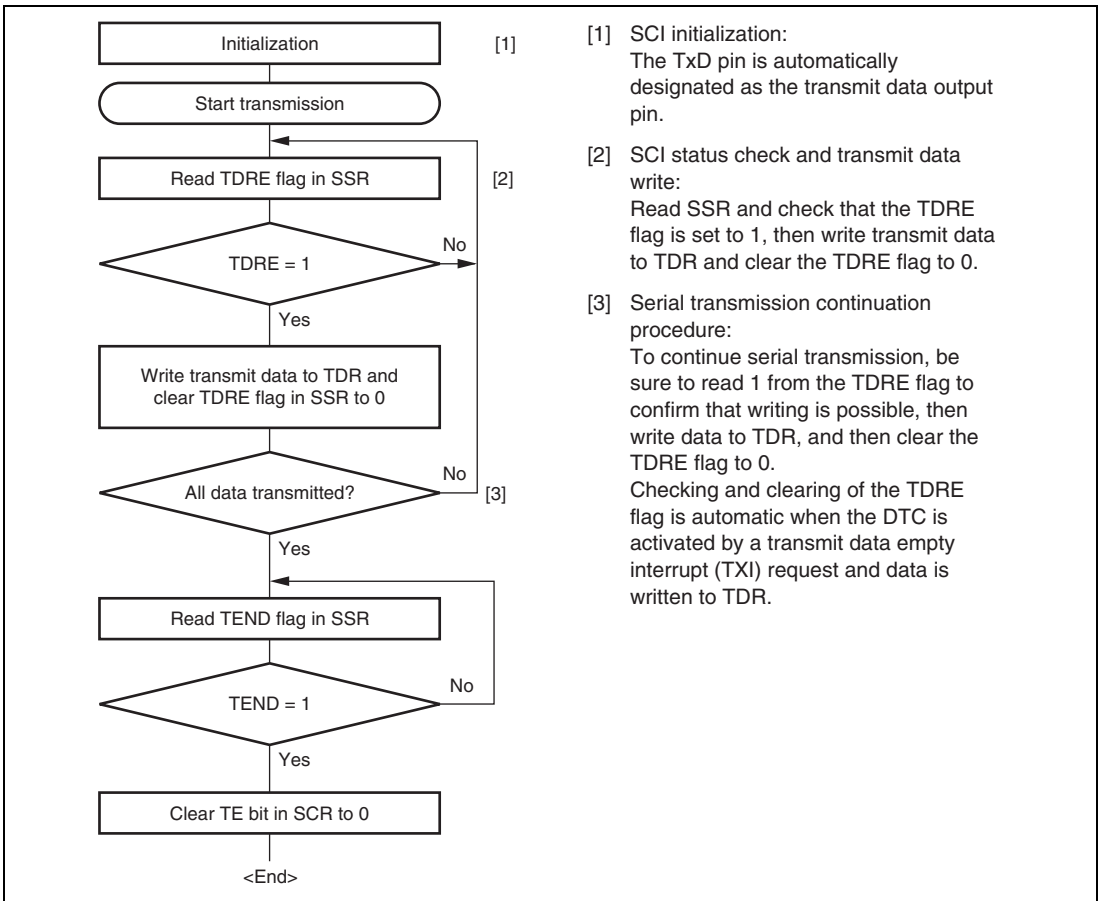 Initialization
[1]
Start transmission
Read TDRE flag in SSR
[2]
TDRE = 1
No
Yes
Write transmit data to TDR and
clear TDRE flag in SSR to 0
All data transmitted?
No
[3]
Yes
Read TEND flag in SSR
TEND = 1
No
Yes
Clear TE bit in SCR to 0
<End>
[1] SCI initialization:
The TxD pin is automatically
designated as the transmit data output
pin.
[2] SCI status check and transmit data
write:
Read SSR and check that the TDRE
flag is set to 1, then write transmit data
to TDR and clear the TDRE flag to 0.
[3] Serial transmission continuation
procedure:
To continue serial transmission, be
sure to read 1 from the TDRE flag to
confirm that writing is possible, then
write data to TDR, and then clear the
TDRE flag to 0.
Checking and clearing of the TDRE
flag is automatic when the DTC is
activated by a transmit data empty
interrupt (TXI) request and data is
written to TDR.